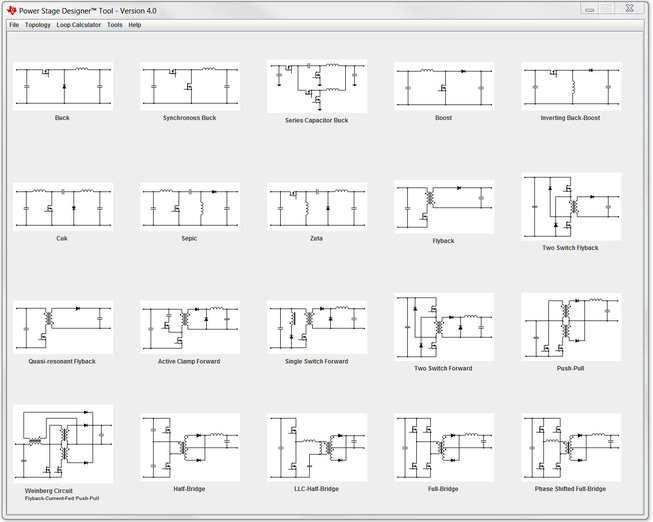 Power Stage Designer™ Tool - Version 4.0
File Topology Loop Calculator Tools Help
Buck Synchronous Buck Series Capacitor Buck Boost Inverting Buck-Boost
Cuk Sepic Zeta Flyback Two Switch Flyback
Quasi-resonant Flyback Active Clamp Forward Single Switch Forward Two Switch Forward Push-Pull
Weinberg Circuit Half-Bridge LLC-Half-Bridge Full-Bridge Phase Shifted Full-Bridge
Flyback-Current-Fed Push-Pull